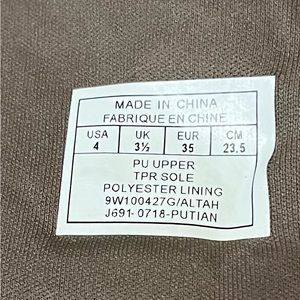 MADE IN CHINA
FABRIQUE EN CHINE
USA UK EUR CM
4 3½ 35 23.5
PU UPPER
TPR SOLE
POLYESTER LINING
9W100427G/ALTAH
J691-0718-PUTIAN